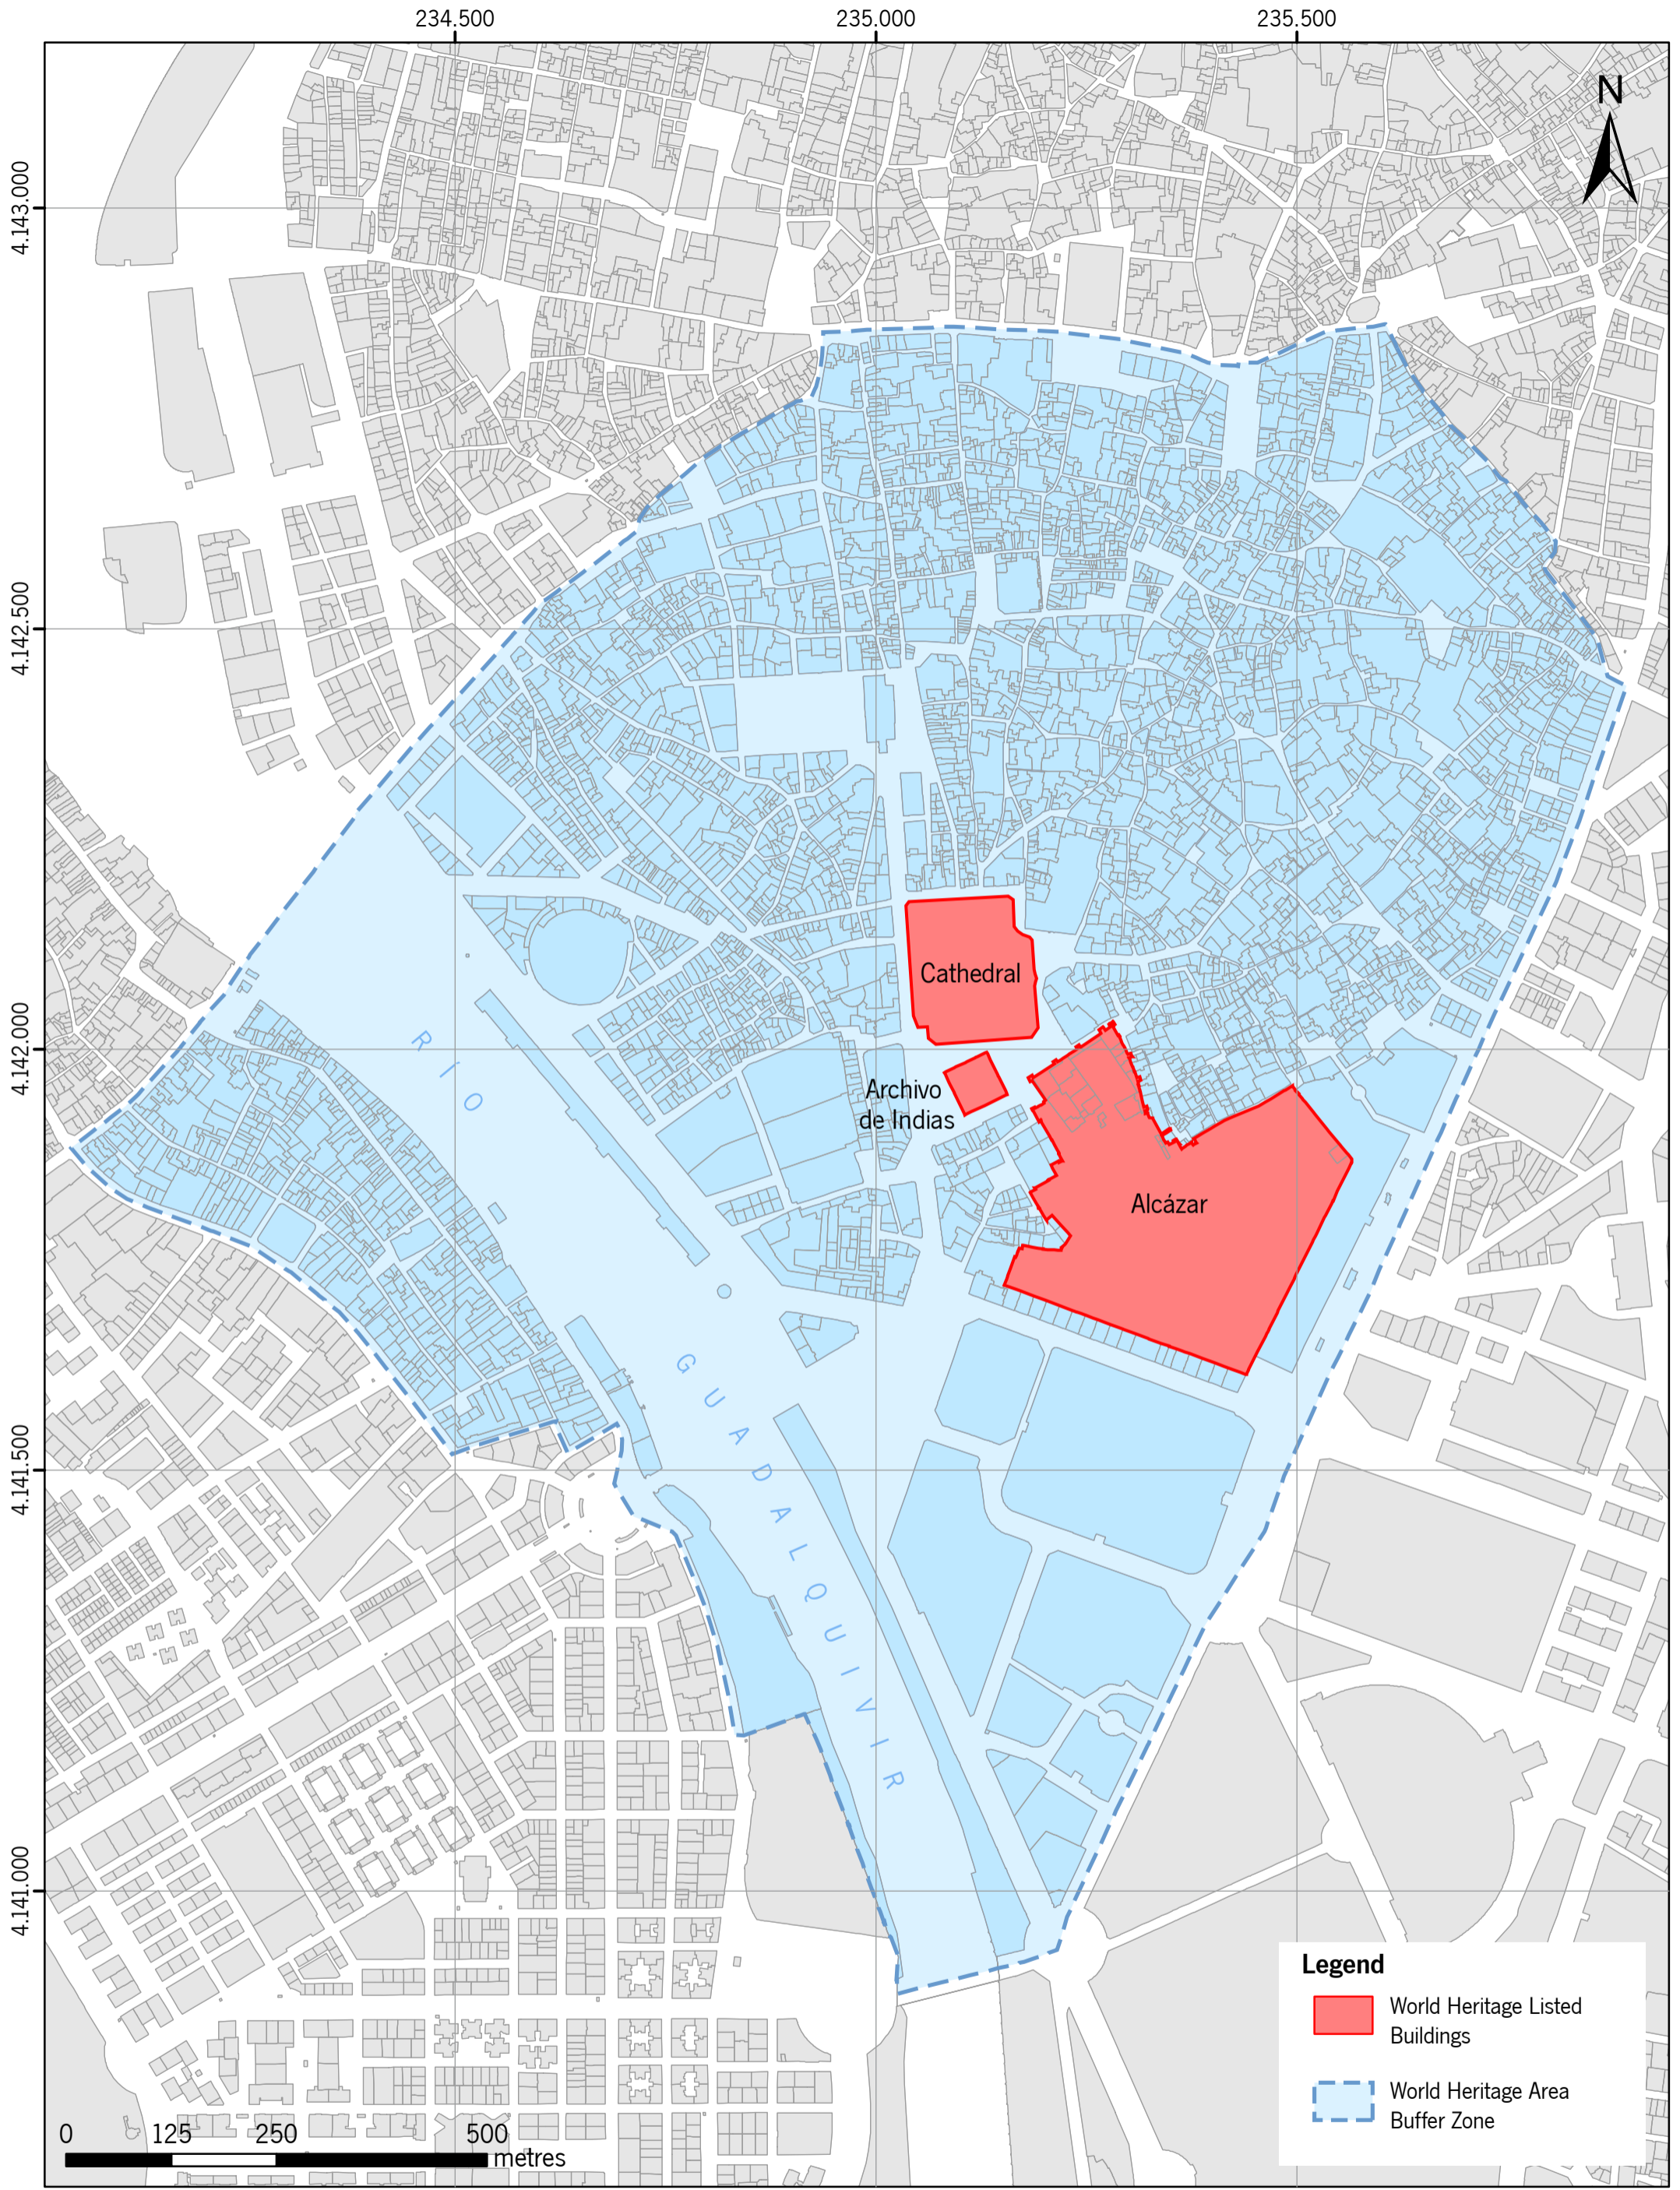 234.500
235.000
235.500
N
4.143.000
4.142.500
4.142.000
4.141.500
4.141.000
Cathedral
Archivo
de Indias
Alcázar
RIO
GUADALQUIVIR
Legend
World Heritage Listed
Buildings
World Heritage Area
Buffer Zone
0 125 250 500
metres